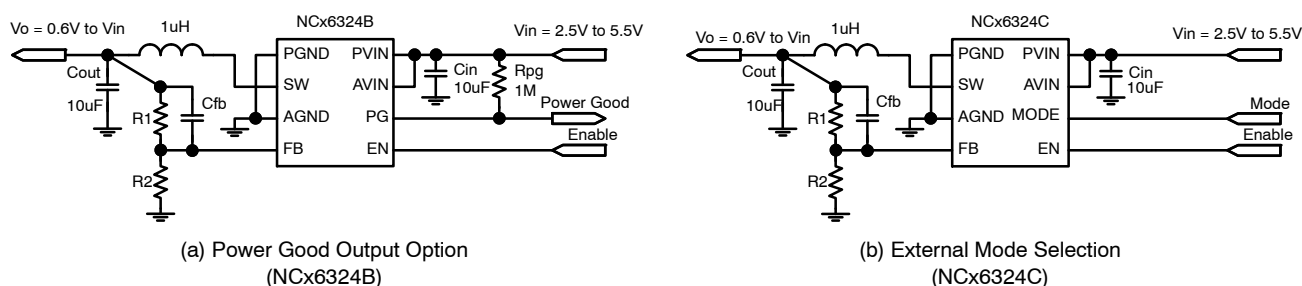 NCx6324B
Vo = 0.6V to Vin
1uH
Vin = 2.5V to 5.5V
PGND
PVIN
Cout
Cin
Rpg
10uF
SW
AVIN
10uF
1M
Cfb
Power Good
R1
AGND
PG
Enable
FB
EN
R2
(a) Power Good Output Option
(NCx6324B)
NCx6324C
Vo = 0.6V to Vin
1uH
Vin = 2.5V to 5.5V
PGND
PVIN
Cout
Cin
10uF
SW
AVIN
10uF
Cfb
Mode
R1
AGND
MODE
Enable
FB
EN
R2
(b) External Mode Selection
(NCx6324C)